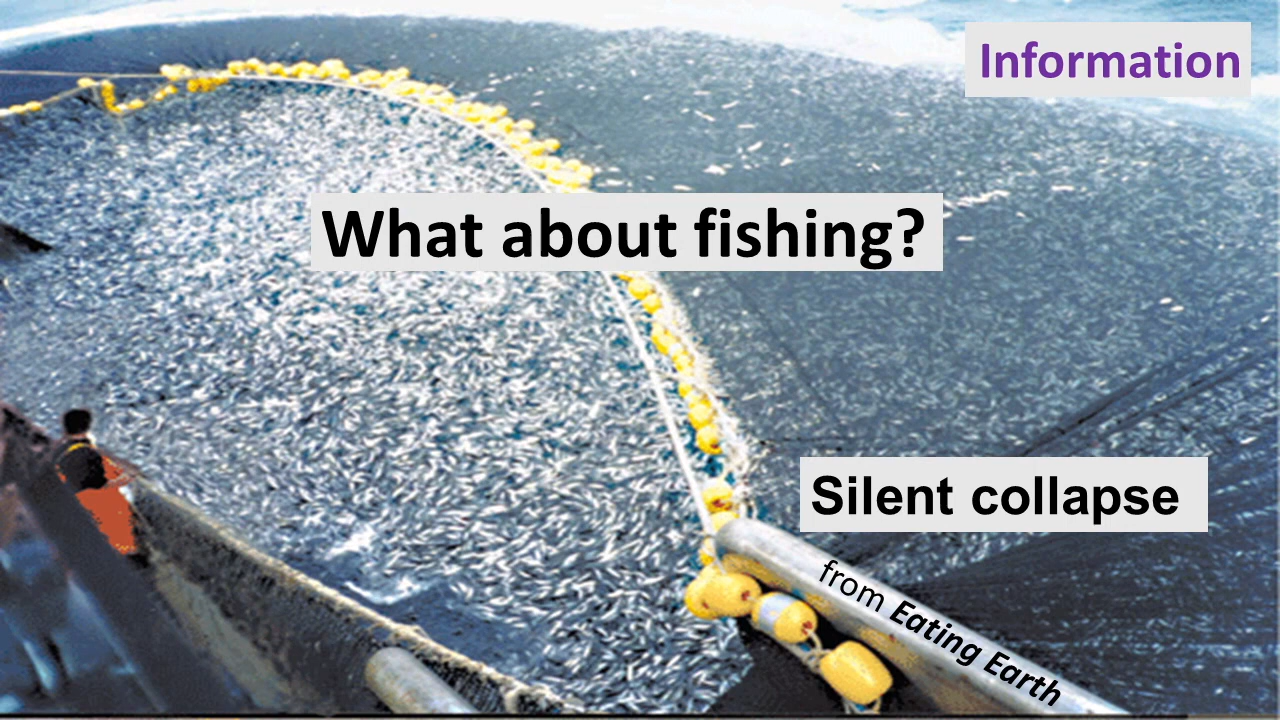 Information
What about fishing?
Silent collapse
from Eating Earth